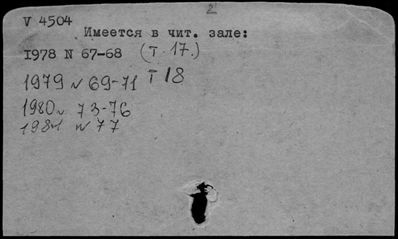 2
V 4504
Имеется в чит. зале:
1978 N 67-68 (Т. 17.)
1979 N 69-71 Т 18
1980 N 73-76
1981 N 77